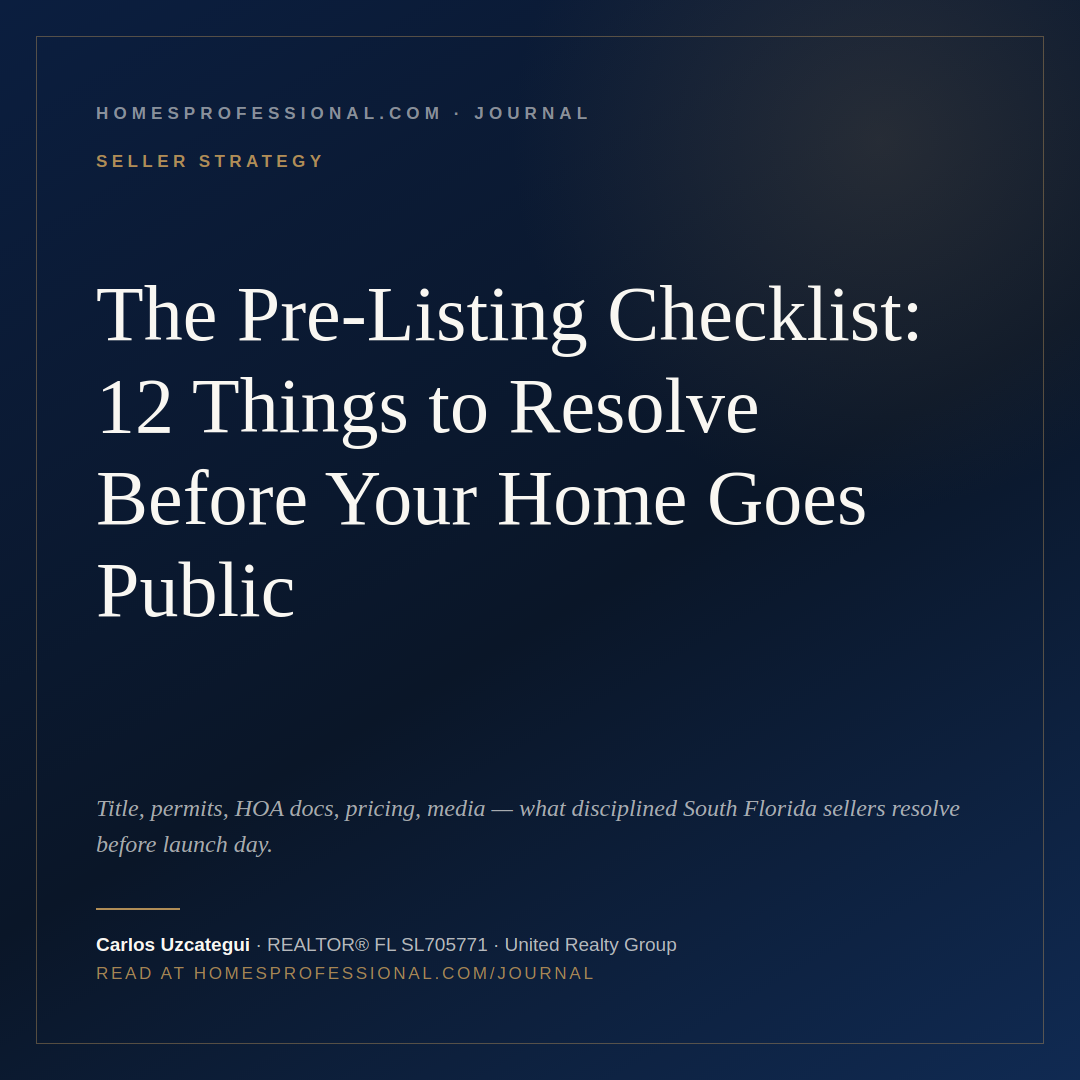 HOMESPROFESSIONAL.COM · JOURNAL
SELLER STRATEGY
The Pre-Listing Checklist:
12 Things to Resolve
Before Your Home Goes
Public
Title, permits, HOA docs, pricing, media — what disciplined South Florida sellers resolve
before launch day.
Carlos Uzcategui · REALTOR® FL SL705771 · United Realty Group
READ AT HOMESPROFESSIONAL.COM/JOURNAL